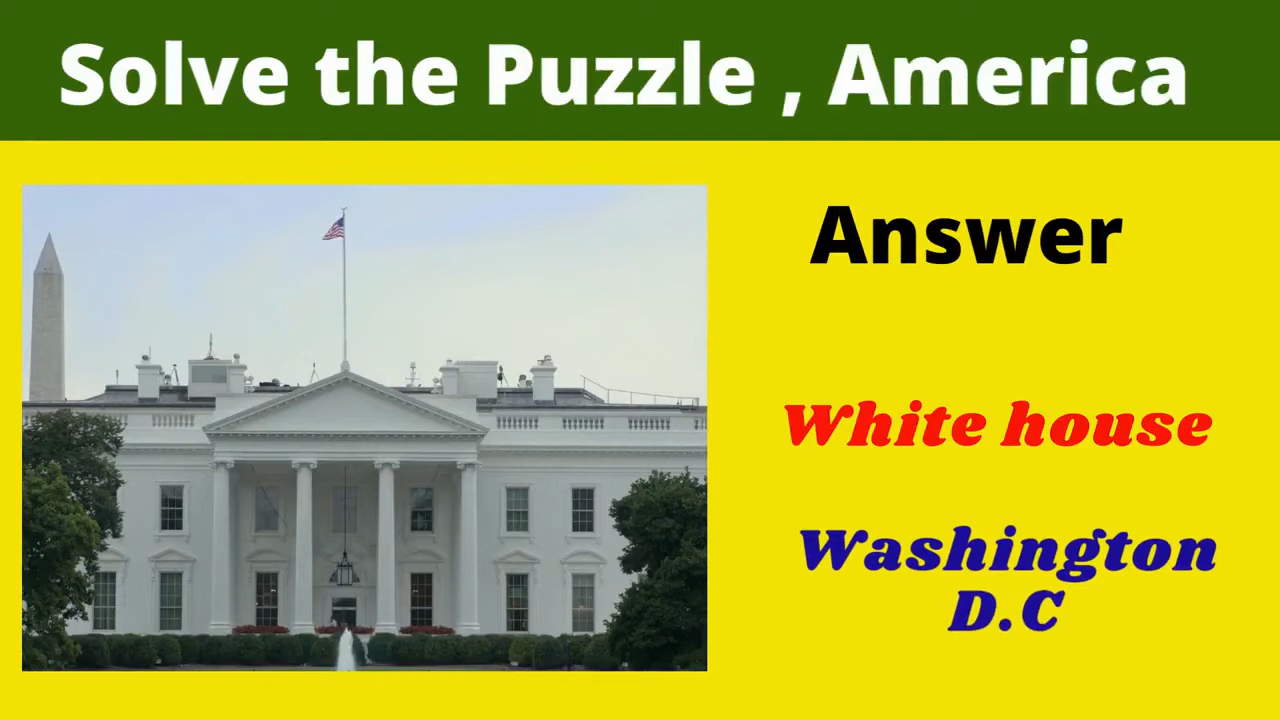 Solve the Puzzle , America
Answer
White house
Washington
D.C